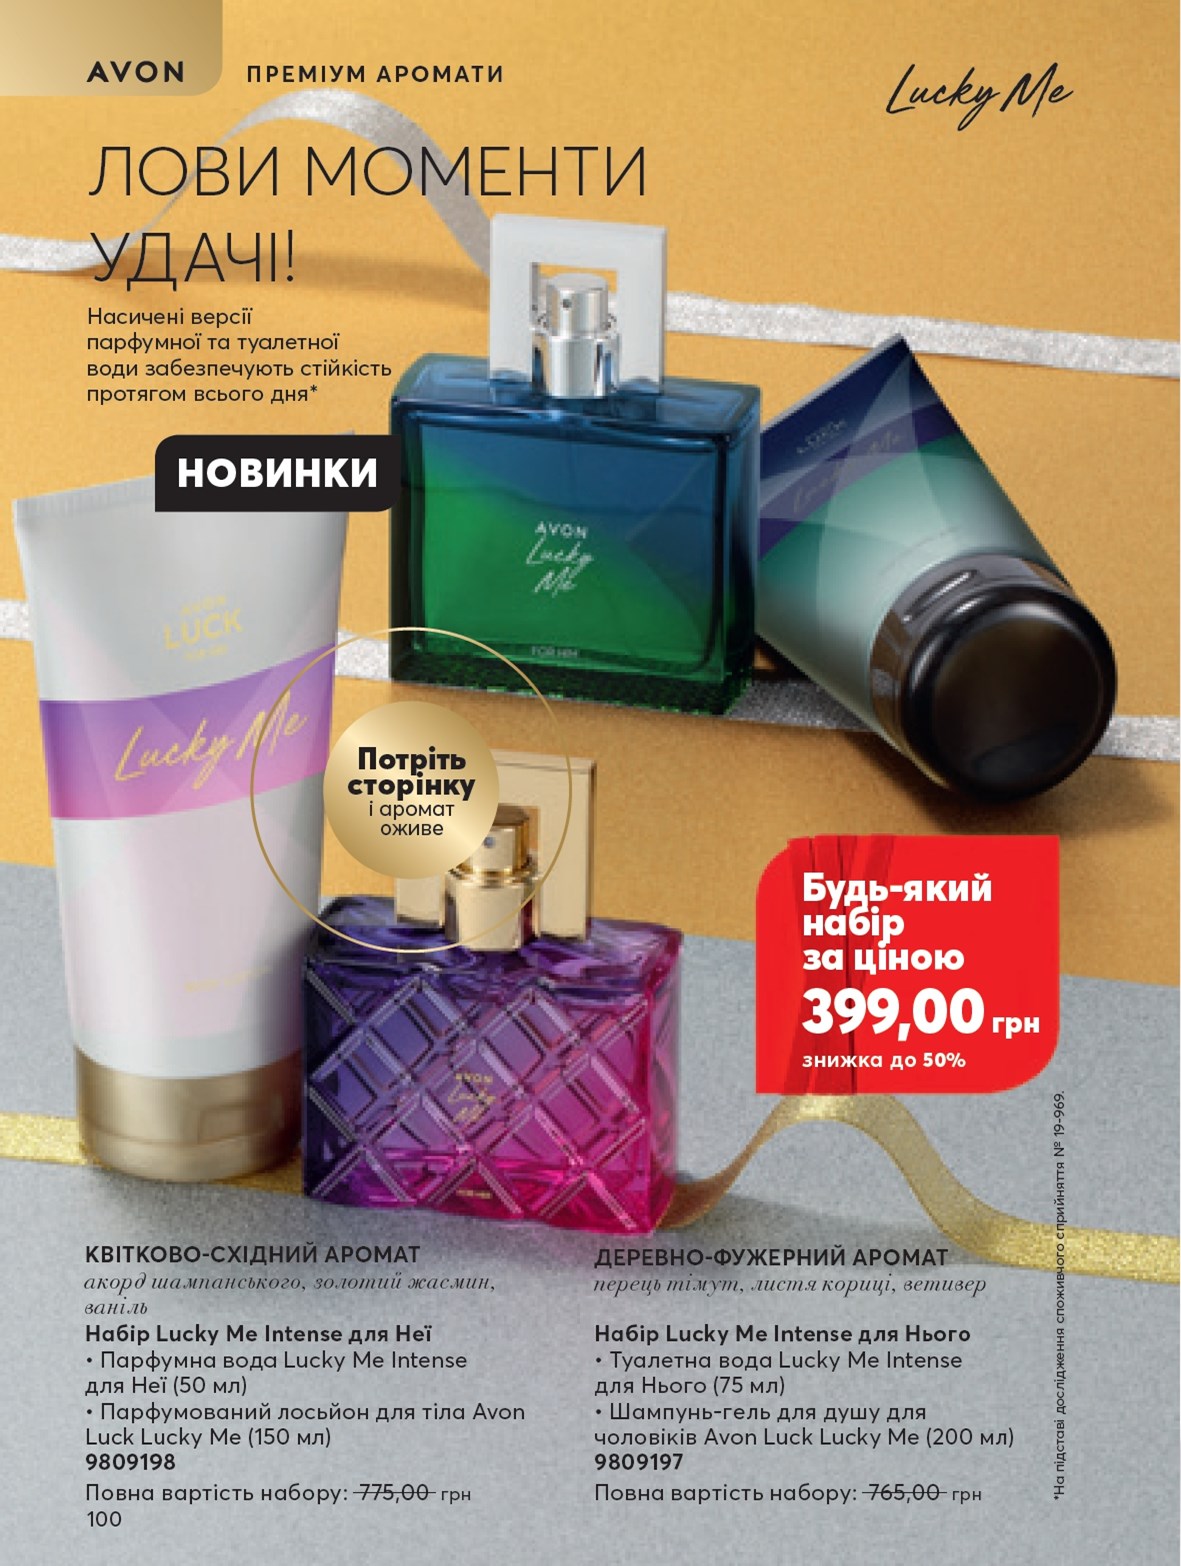 AVON
ПРЕМІУМ АРОМАТИ
Lucky Me
ЛОВИ МОМЕНТИ
УДАЧІ!
Насичені версії
парфумної та туалетної
води забезпечують стійкість
протягом всього дня*
НОВИНКИ
AVON
Lucky
Me
FOR HIM
AVON
LUCK
FOR HER
Lucky Me
Потріть
сторінку
і аромат
оживе
AVON
Lucky
Me
FOR HER
Будь-який
набір
за ціною
399,00 грн
знижка до 50%
*На підставі дослідження споживчого сприйняття № 19-969.
КВІТКОВО-СХІДНИЙ АРОМАТ
акорд шампанського, золотий жасмин,
ваніль
Набір Lucky Me Intense для Неї
• Парфумна вода Lucky Me Intense
для Неї (50 мл)
• Парфумований лосьйон для тіла Avon
Luck Lucky Me (150 мл)
9809198
Повна вартість набору: 775,00 грн
ДЕРЕВНО-ФУЖЕРНИЙ АРОМАТ
перець тімут, листя кориці, ветивер
Набір Lucky Me Intense для Нього
• Туалетна вода Lucky Me Intense
для Нього (75 мл)
• Шампунь-гель для душу для
чоловіків Avon Luck Lucky Me (200 мл)
9809197
Повна вартість набору: 765,00 грн
100